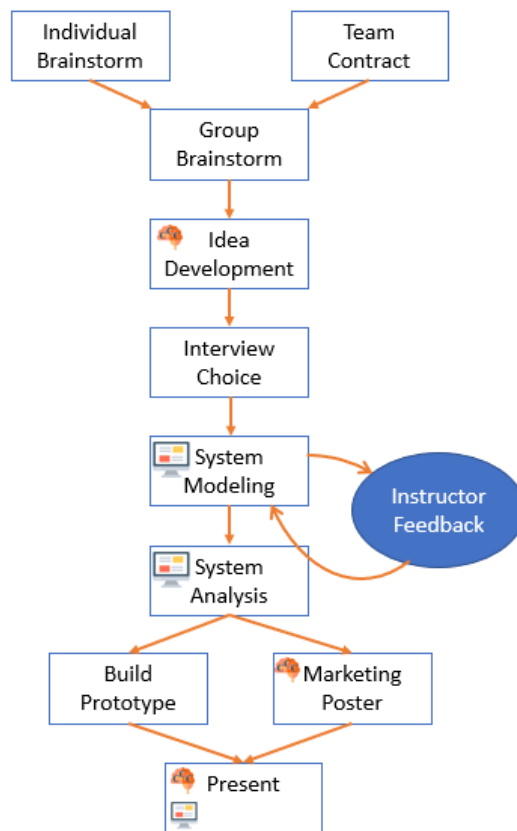 Individual
Brainstorm
Team
Contract
Group
Brainstorm
Idea
Development
Interview
Choice
System
Modeling
Instructor
Feedback
System
Analysis
Build
Prototype
Marketing
Poster
Present